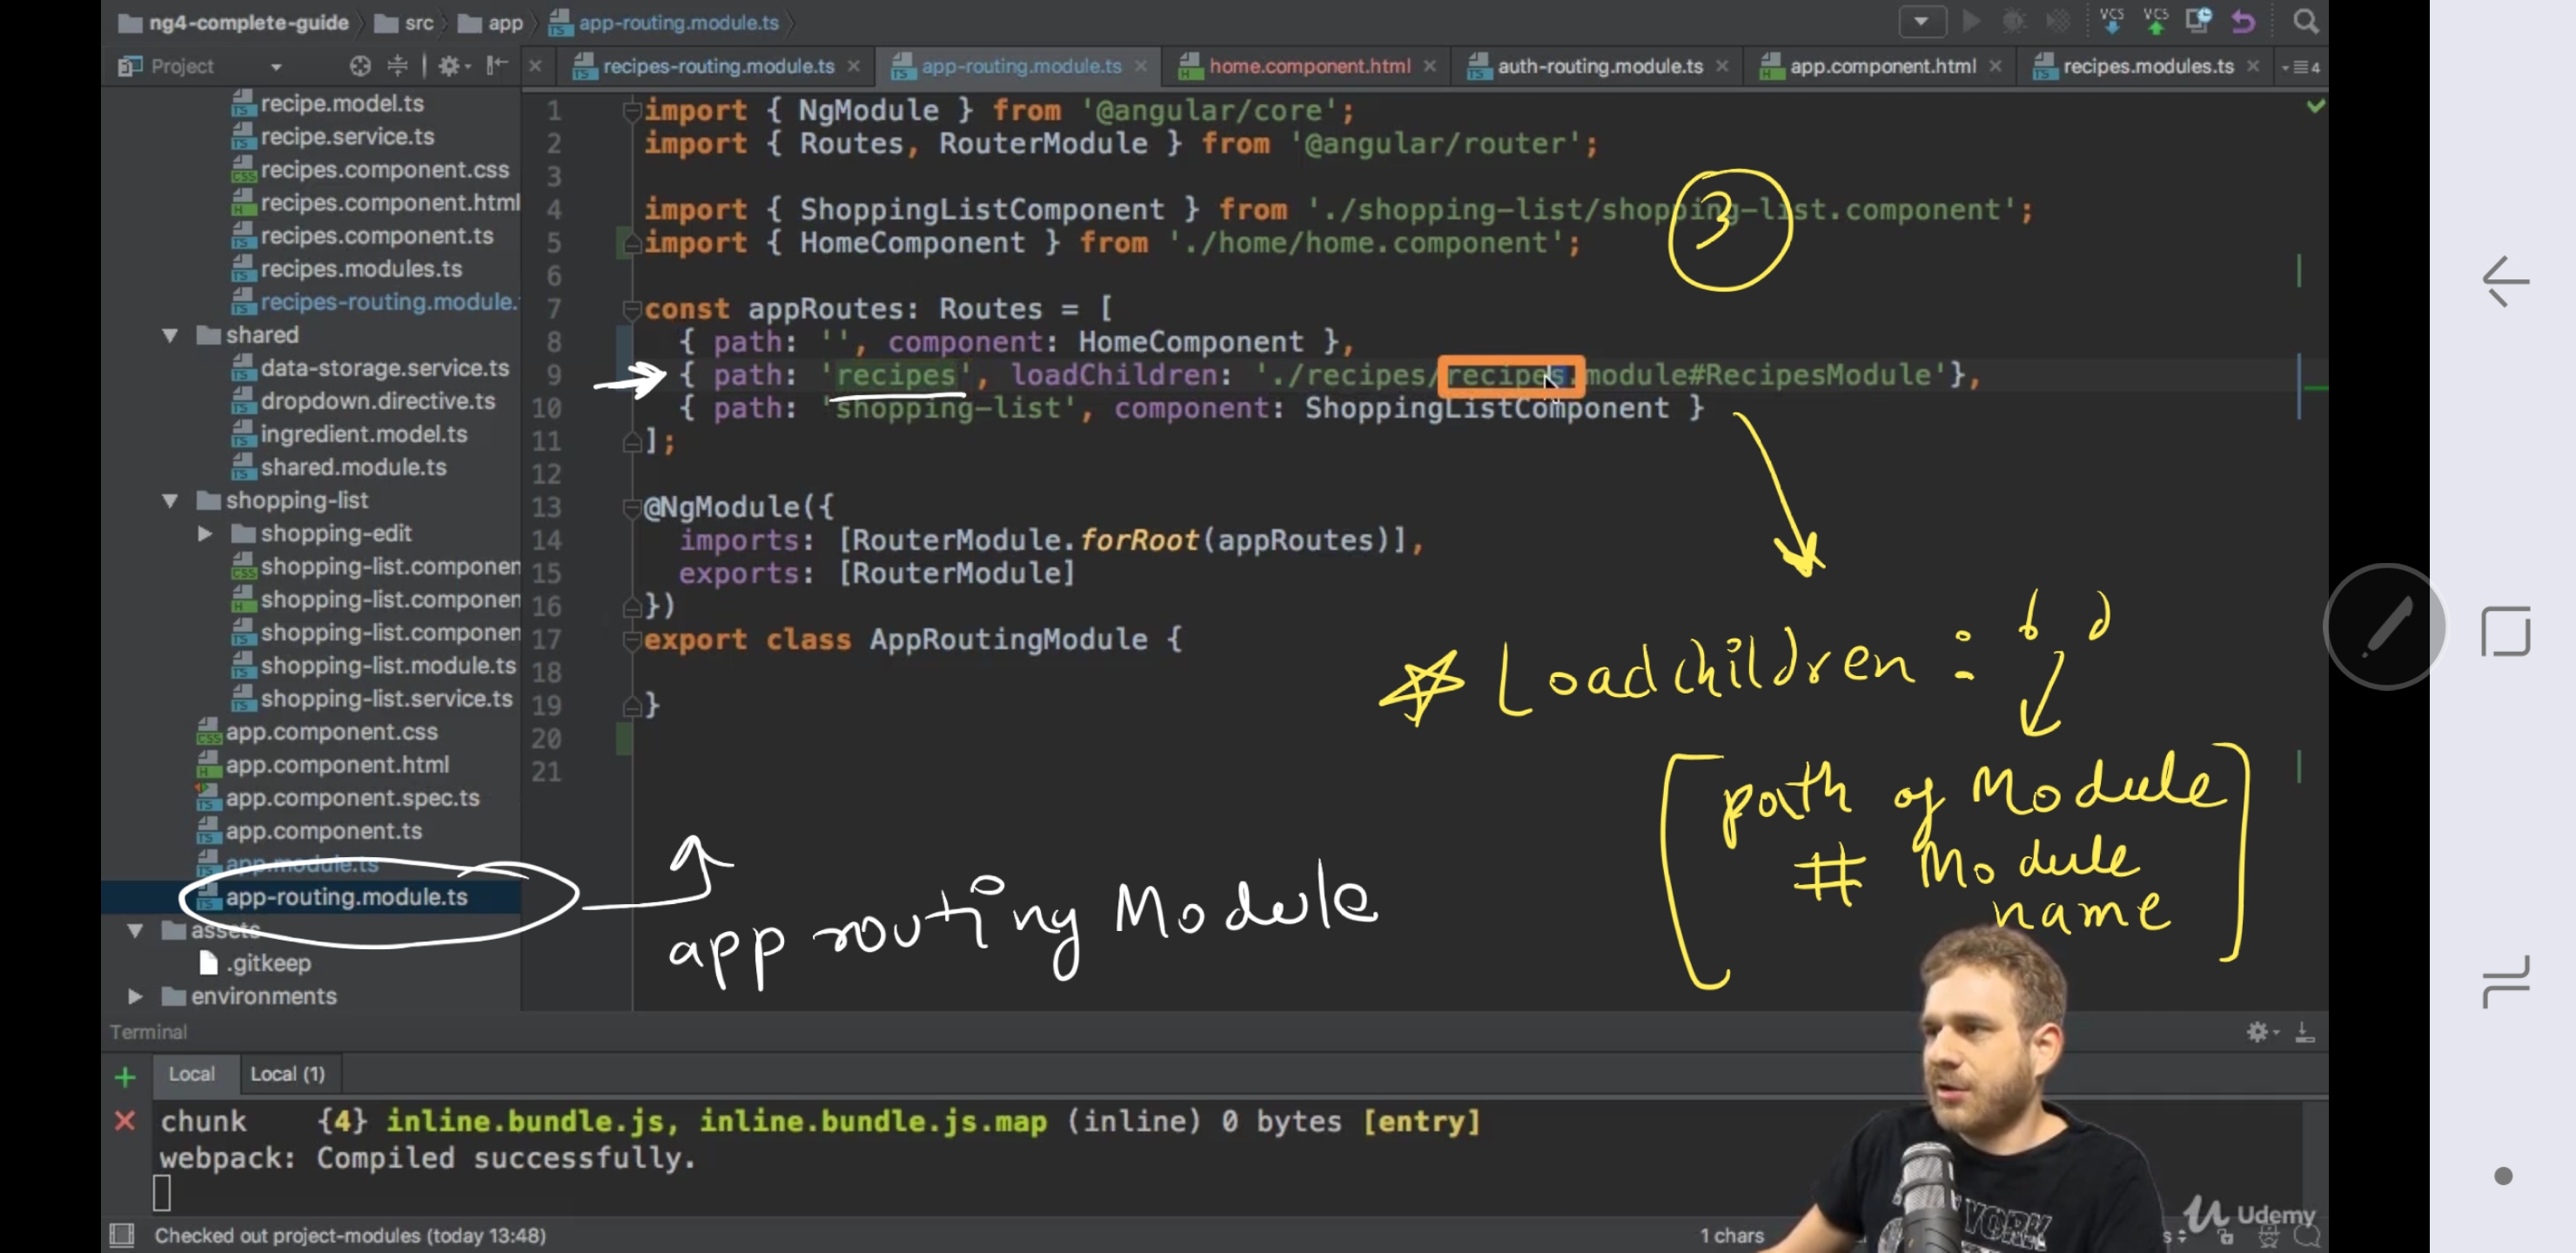 ng4-complete-guide src app app-routing.module.ts
VCS VCS
Project
recipes-routing.module.ts app-routing.module.ts home.component.html auth-routing.module.ts app.component.html recipes.modules.ts 4
recipe.model.ts
recipe.service.ts
recipes.component.css
recipes.component.html
recipes.component.ts
recipes.modules.ts
recipes-routing.module.
shared
data-storage.service.ts
dropdown.directive.ts
ingredient.model.ts
shared.module.ts
shopping-list
shopping-edit
shopping-list.componen
shopping-list.componen
shopping-list.componen
shopping-list.module.ts
shopping-list.service.ts
app.component.css
app.component.html
app.component.spec.ts
app.component.ts
app.module.ts
app-routing.module.ts
assets
.gitkeep
environments
1 import { NgModule } from '@angular/core';
2 import { Routes, RouterModule } from '@angular/router';
3
4 import { ShoppingListComponent } from './shopping-list/shopping-list.component';
5 import { HomeComponent } from './home/home.component';
6
7 const appRoutes: Routes = [
8 { path: '', component: HomeComponent },
9 { path: 'recipes', loadChildren: './recipes/recipes.module#RecipesModule'},
10 { path: 'shopping-list', component: ShoppingListComponent }
11 ];
12
13 @NgModule({
14 imports: [RouterModule.forRoot(appRoutes)],
15 exports: [RouterModule]
16 })
17 export class AppRoutingModule {
18
19 }
20
21
3
Loadchildren : ' '
path of Module
# Module
name
app routing Module
Terminal
Local Local (1)
chunk {4} inline.bundle.js, inline.bundle.js.map (inline) 0 bytes [entry]
webpack: Compiled successfully.
Checked out project-modules (today 13:48)
1 chars
YORK
Udemy